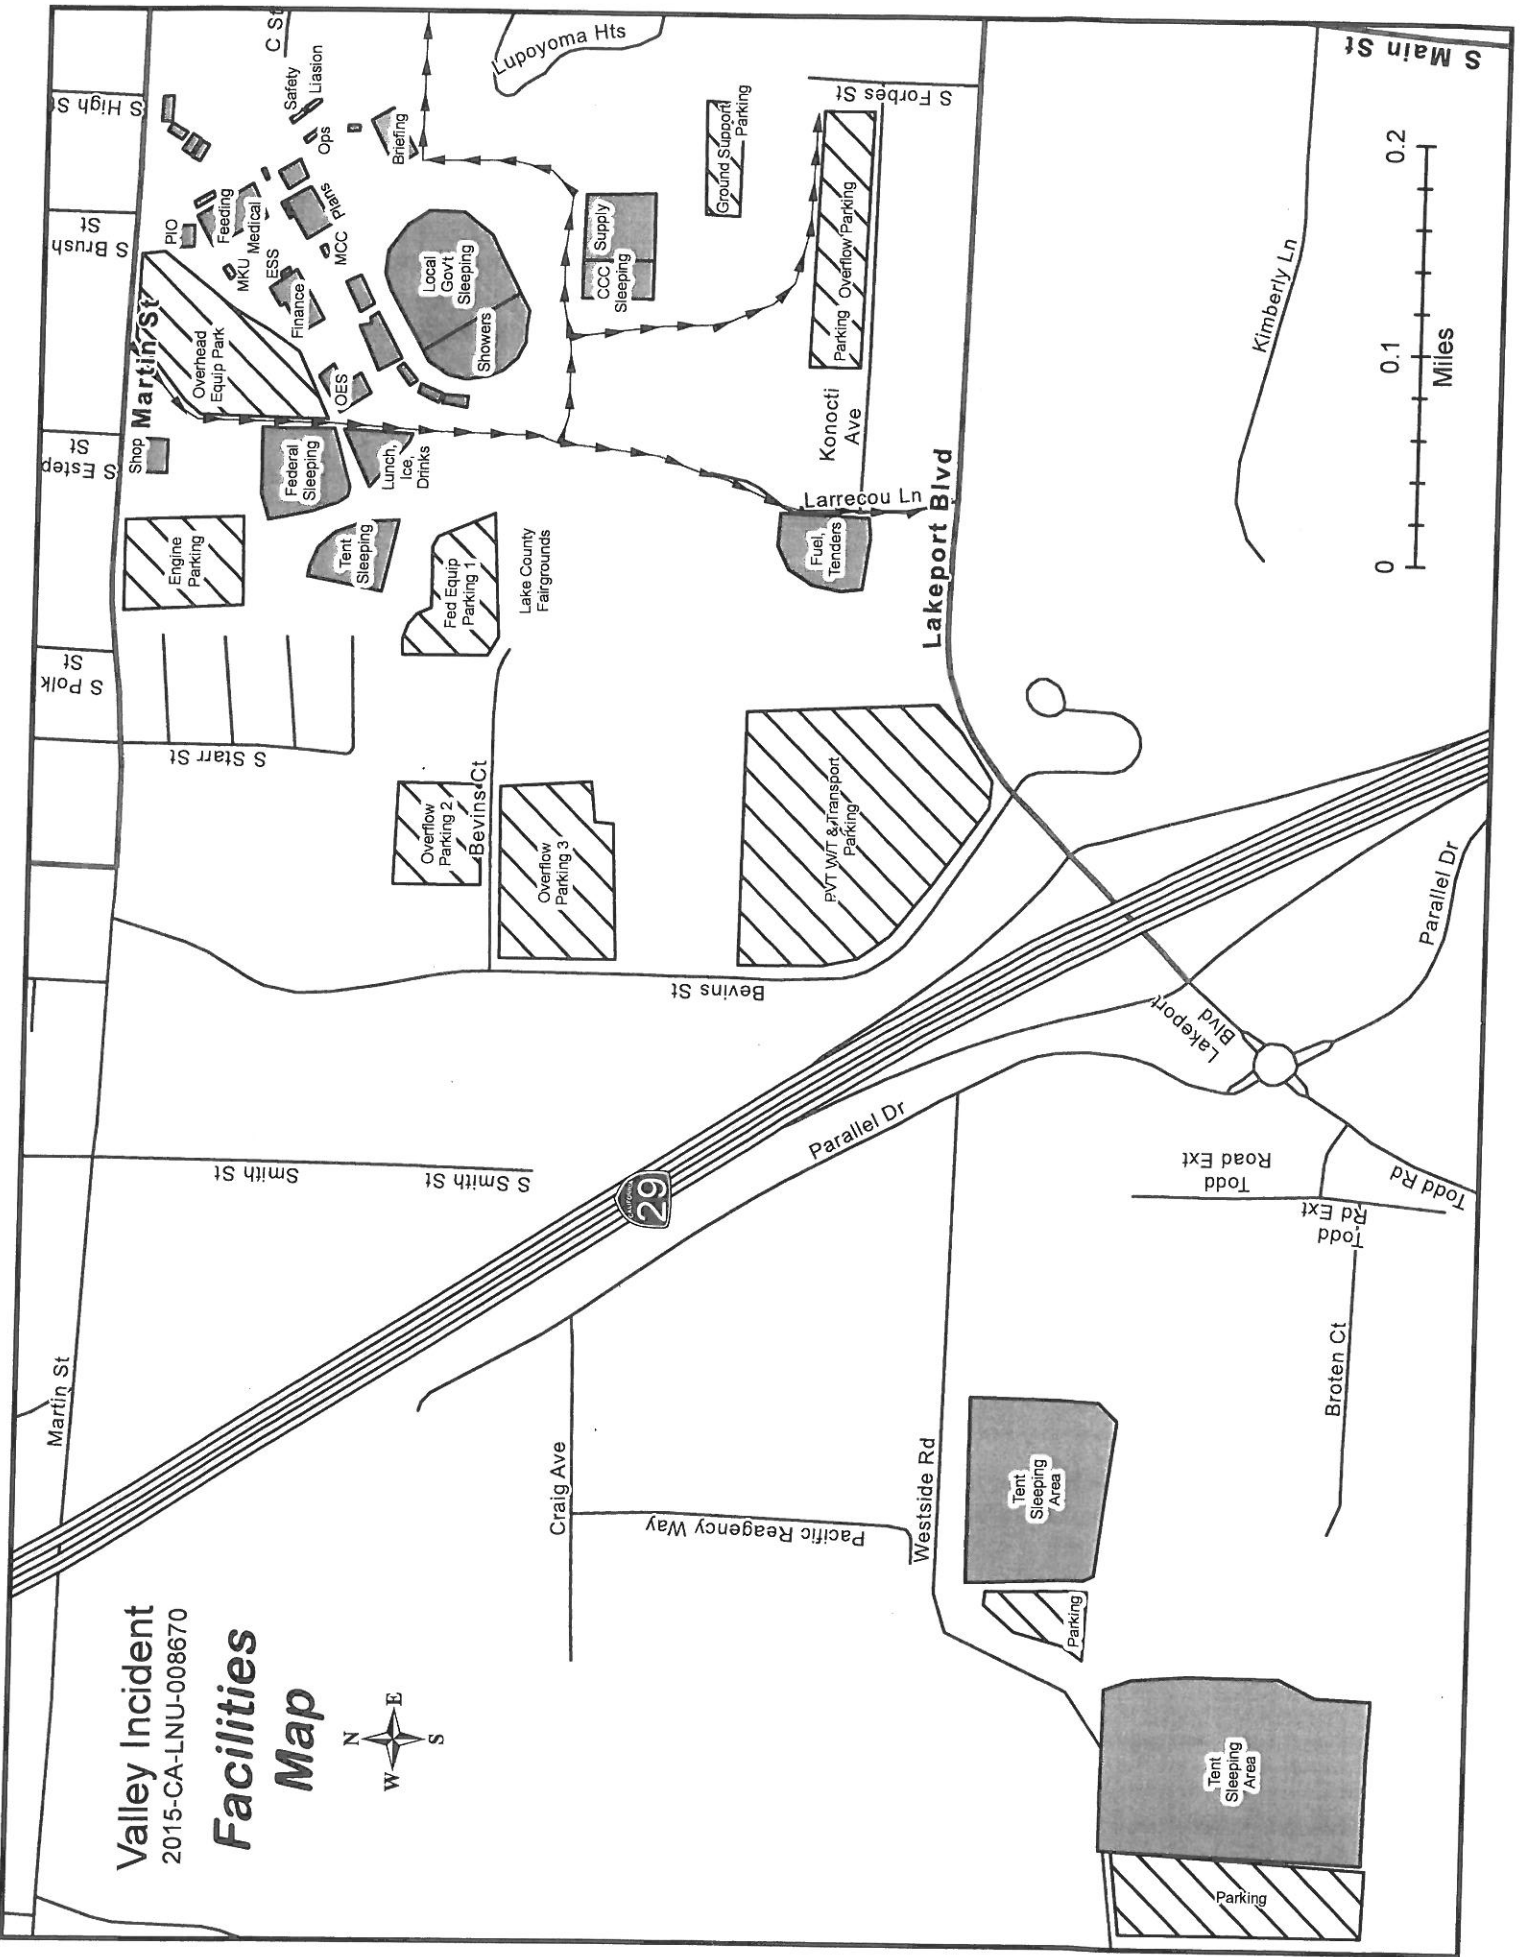 Valley Incident
2015-CA-LNU-008670
Facilities
Map
N
W
E
S
Martin St
Smith St
S Smith St
S Starr St
S Polk
St
S Estep
St
S Brush
St
S High St
C St
Martin St
Shop
Engine
Parking
Overhead
Equip Park
PIO
Feeding
Medical
MKU
ESS
Finance
MCC
Plans
Ops
Safety
Liasion
Briefing
OES
Federal
Sleeping
Lunch,
Ice,
Drinks
Tent
Sleeping
Fed Equip
Parking 1
Lake County
Fairgrounds
Local
Gov't
Sleeping
Showers
Lupoyoma Hts
CCC
Sleeping
Supply
Ground Support
Parking
Parking
Overflow Parking
S Forbes St
Konocti
Ave
Larrecou Ln
Fuel,
Tenders
Lakeport Blvd
Overflow
Parking 2
Bevins Ct
Overflow
Parking 3
Bevins St
PVT W/T & Transport
Parking
CALIFORNIA
29
Parallel Dr
Craig Ave
Pacific Reagency Way
Westside Rd
Tent
Sleeping
Area
Parking
Tent
Sleeping
Area
Parking
Lakeport
Blvd
Todd
Road Ext
Todd
Rd Ext
Todd Rd
Broten Ct
Parallel Dr
Kimberly Ln
S Main St
0
0.1
0.2
Miles